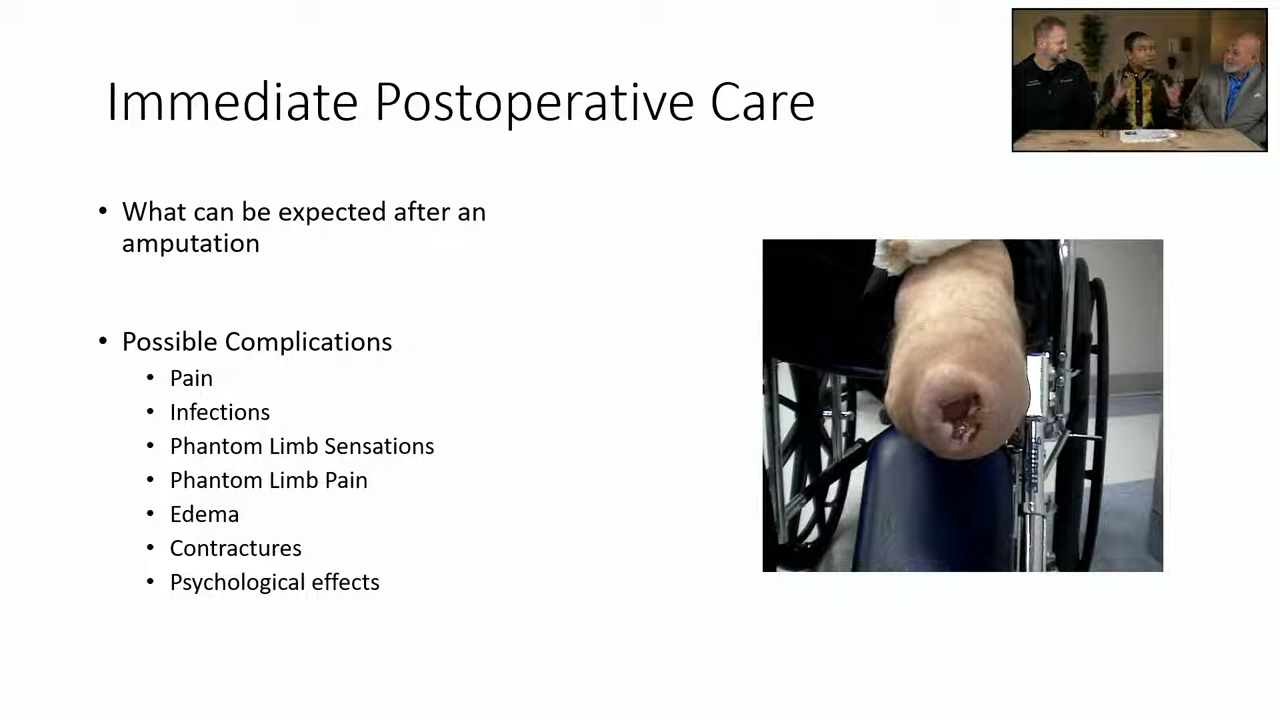 Immediate Postoperative Care
• What can be expected after an
amputation
• Possible Complications
• Pain
• Infections
• Phantom Limb Sensations
• Phantom Limb Pain
• Edema
• Contractures
• Psychological effects